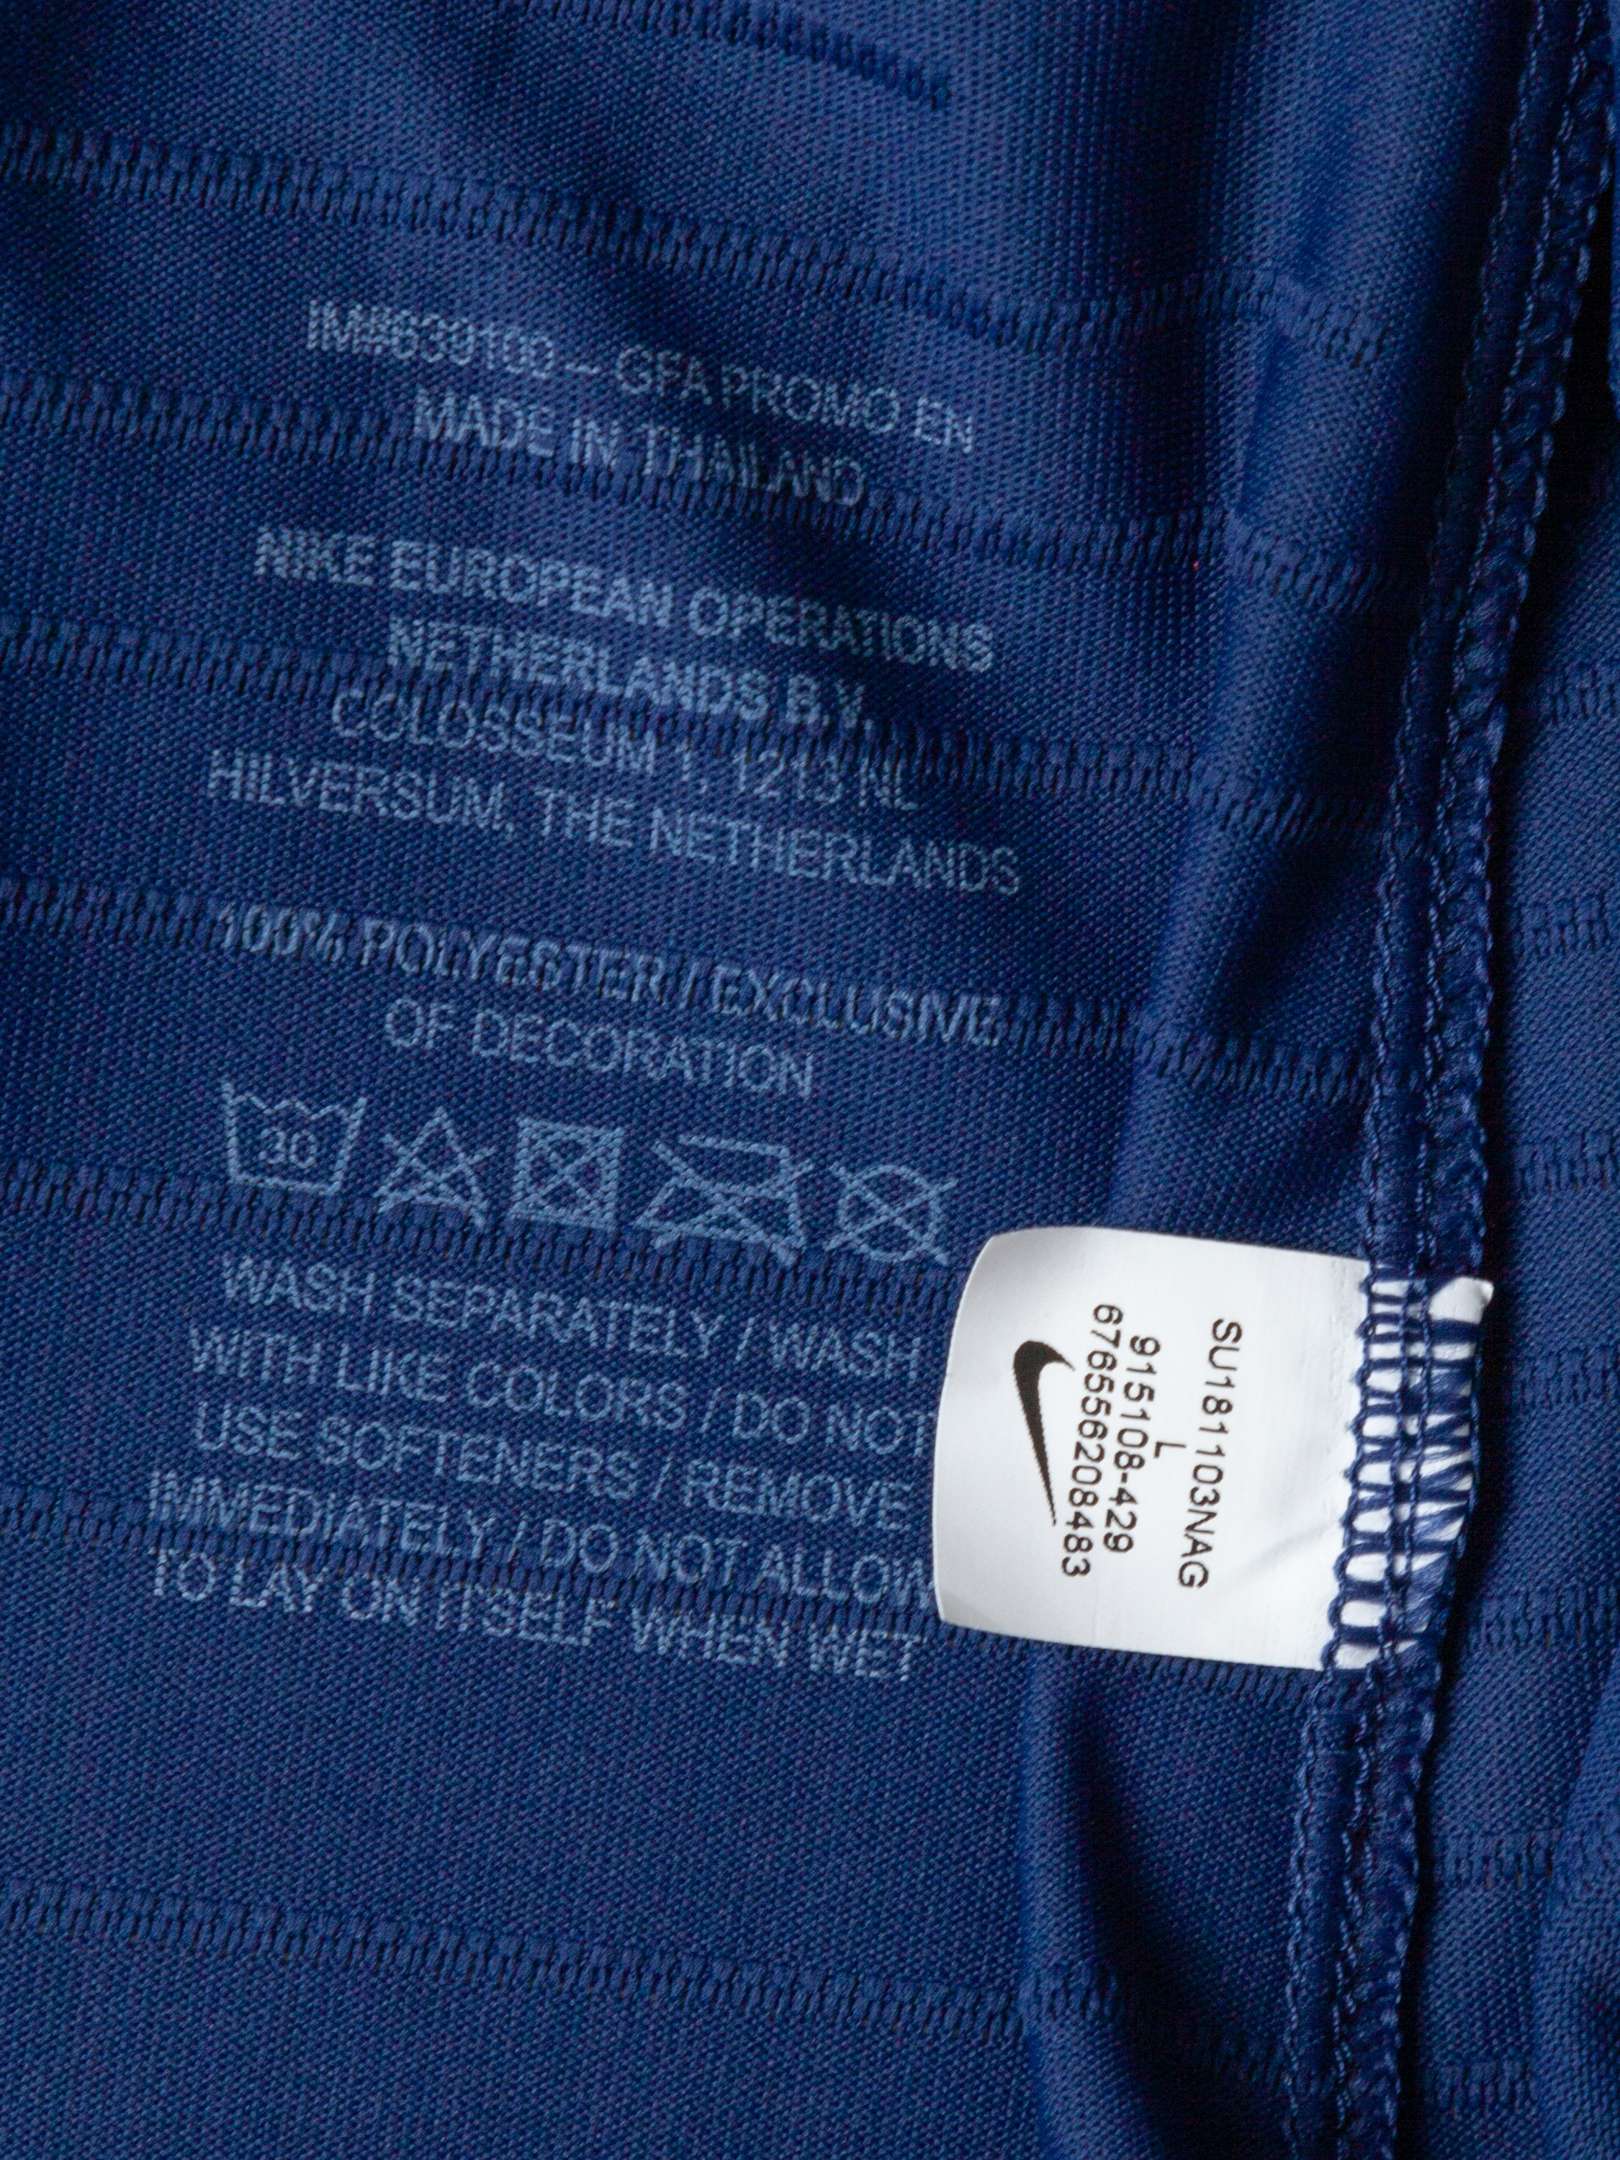 IM#639100 – GFA PROMO EN
MADE IN THAILAND
NIKE EUROPEAN OPERATIONS
NETHERLANDS B.V.
COLOSSEUM 1, 1213 NL
HILVERSUM, THE NETHERLANDS
100% POLYESTER / EXCLUSIVE
OF DECORATION
30
WASH SEPARATELY / WASH
WITH LIKE COLORS / DO NOT
USE SOFTENERS / REMOVE
IMMEDIATELY / DO NOT ALLOW
TO LAY ON ITSELF WHEN WET
SU181103NAG
L
915108-429
676556208483